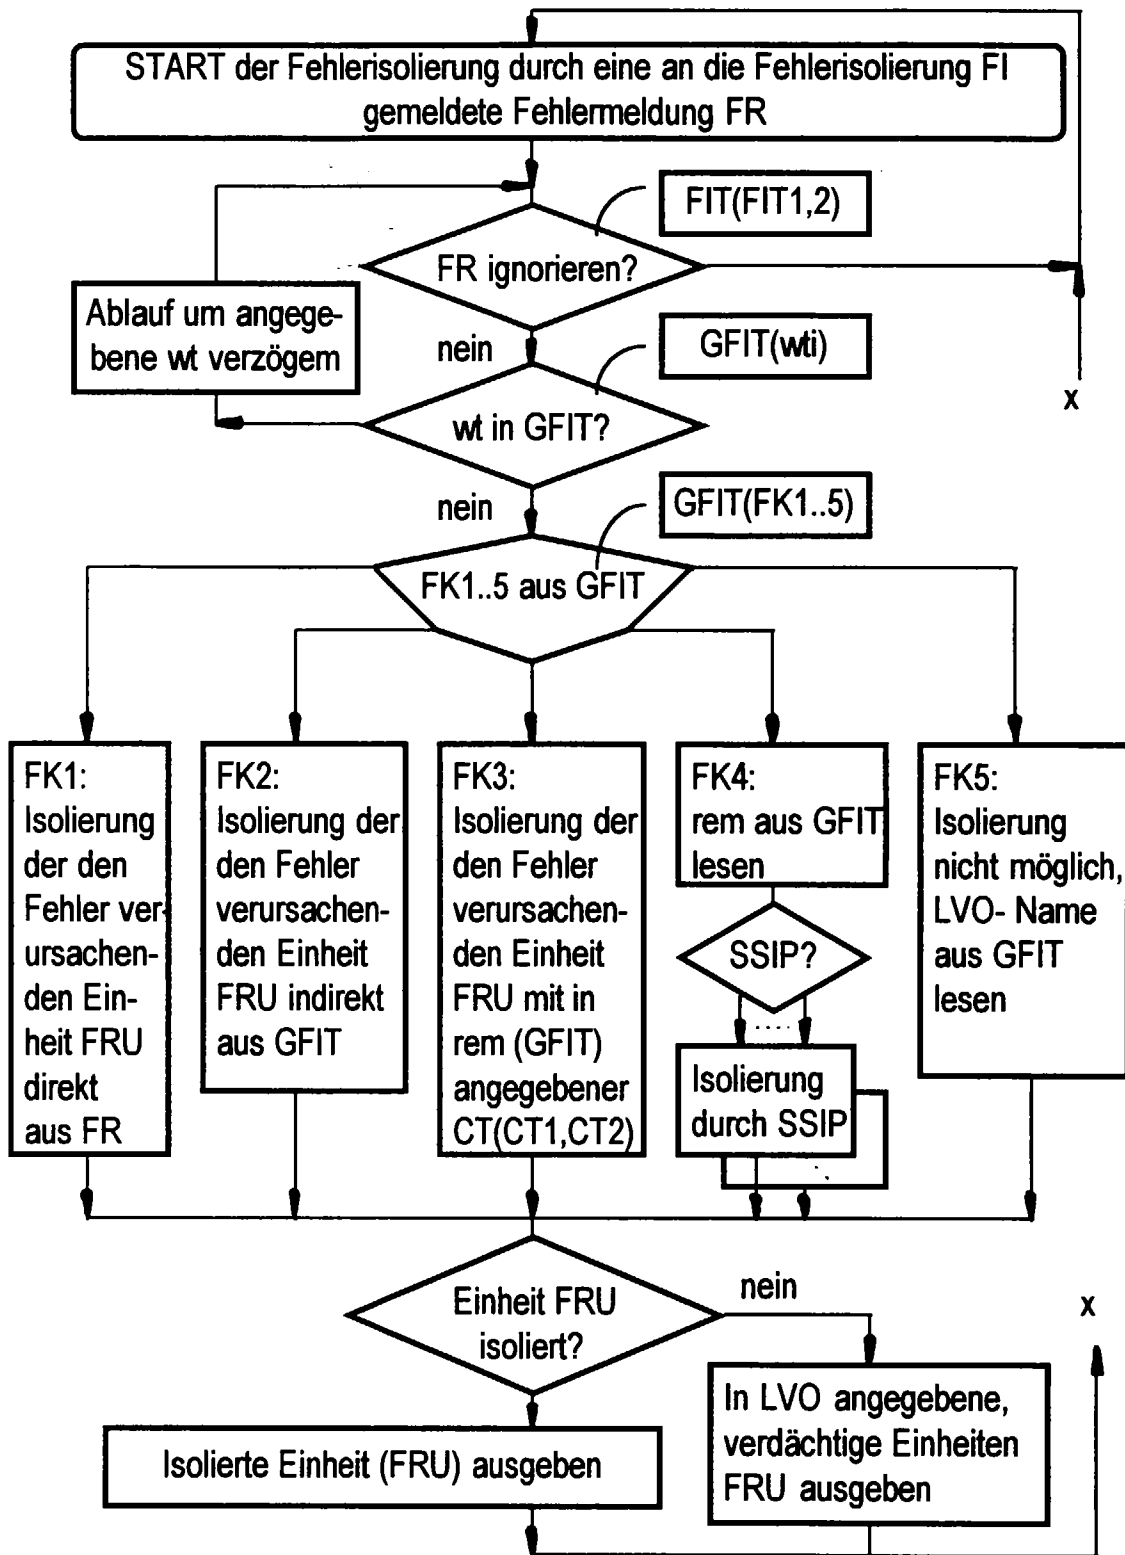 START der Fehlerisolierung durch eine an die Fehlerisolierung FI
gemeldete Fehlermeldung FR
FIT(FIT1,2)
FR ignorieren?
Ablauf um angege-
bene wt verzögern
nein
GFIT(wti)
x
wt in GFIT?
nein
GFIT(FK1..5)
FK1..5 aus GFIT
FK1:
Isolierung
der den
Fehler ver-
ursachen-
den Ein-
heit FRU
direkt
aus FR
FK2:
Isolierung der
den Fehler
verursachen-
den Einheit
FRU indirekt
aus GFIT
FK3:
Isolierung der
den Fehler
verursachen-
den Einheit
FRU mit in
rem (GFIT)
angegebener
CT(CT1,CT2)
FK4:
rem aus GFIT
lesen
SSIP?
.....
Isolierung
durch SSIP
FK5:
Isolierung
nicht möglich,
LVO- Name
aus GFIT
lesen
Einheit FRU
isoliert?
nein
x
In LVO angegebene,
verdächtige Einheiten
FRU ausgeben
Isolierte Einheit (FRU) ausgeben